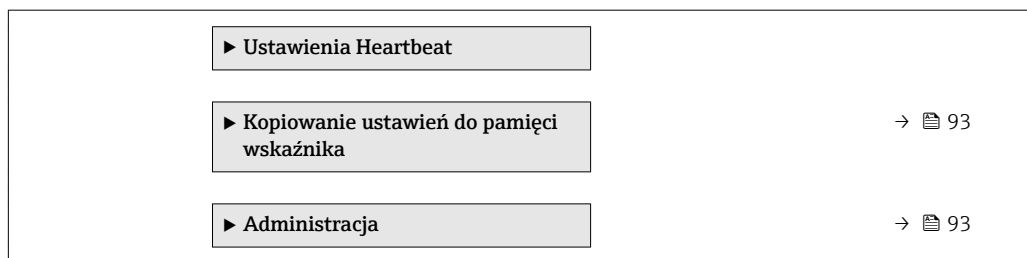 ▶ Ustawienia Heartbeat
▶ Kopiowanie ustawień do pamięci
wskaźnika
→ 93
▶ Administracja
→ 93